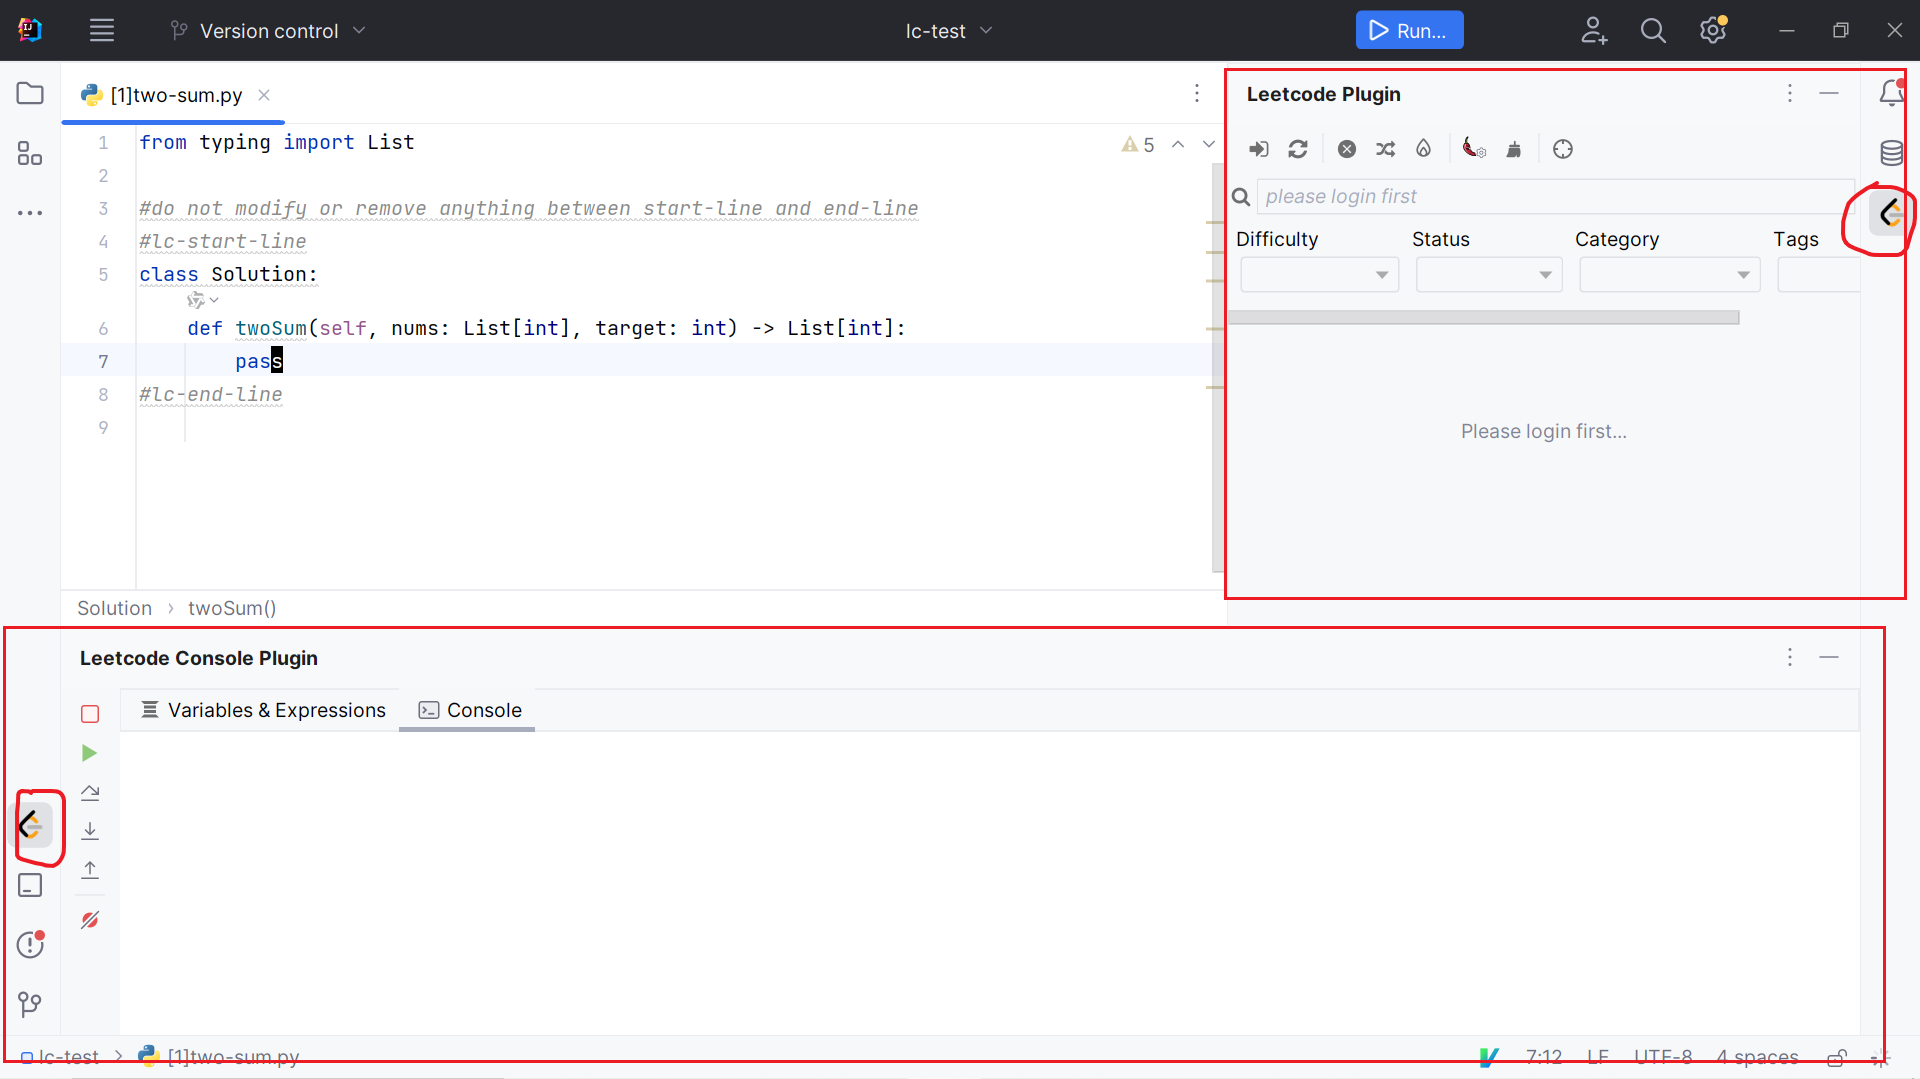 Version control
lc-test
Run...
[1]two-sum.py
Leetcode Plugin
1 from typing import List
5
2
3 #do not modify or remove anything between start-line and end-line
4 #lc-start-line
5 class Solution:
6 def twoSum(self, nums: List[int], target: int) -> List[int]:
7 pass
8 #lc-end-line
9
please login first
Difficulty Status Category Tags
Please login first...
Solution › twoSum()
Leetcode Console Plugin
Variables & Expressions Console
lc-test > [1]two-sum.py
7:12 LF UTF-8 4 spaces